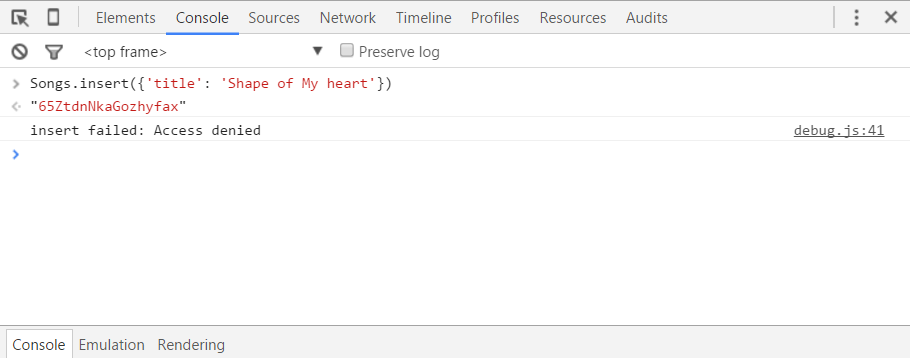 Elements Console Sources Network Timeline Profiles Resources Audits
<top frame> Preserve log
Songs.insert({'title': 'Shape of My heart'})
"65ZtdnNkaGozhyfax"
insert failed: Access denied debug.js:41
Console Emulation Rendering